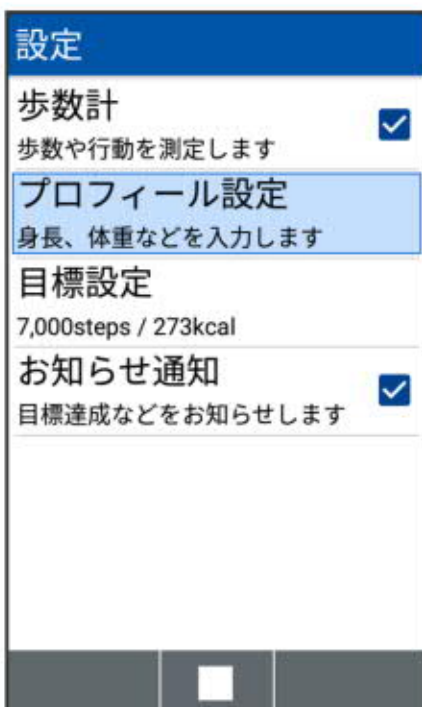 設定
歩数計
歩数や行動を測定します
プロフィール設定
身長、体重などを入力します
目標設定
7,000steps / 273kcal
お知らせ通知
目標達成などをお知らせします